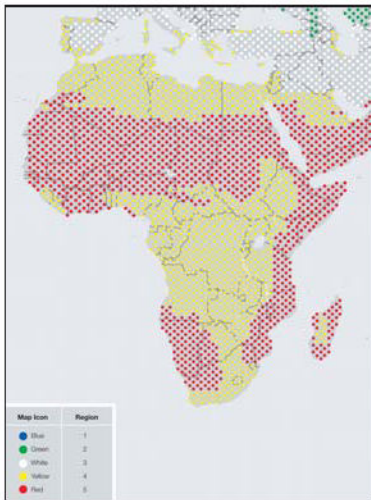 Map Icon Region
Blue 1
Green 2
White 3
Yellow 4
Red 5